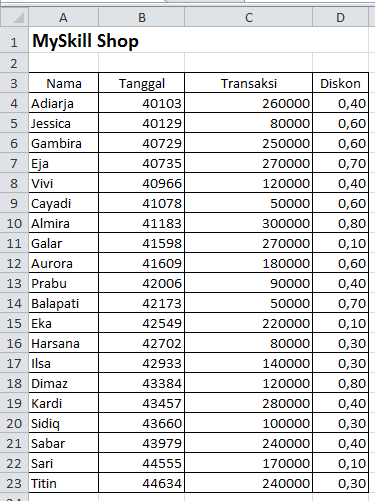 A B C D
1 MySkill Shop
2
3 Nama Tanggal Transaksi Diskon
4 Adiarja 40103 260000 0,40
5 Jessica 40129 80000 0,60
6 Gambira 40729 250000 0,60
7 Eja 40735 270000 0,70
8 Vivi 40966 120000 0,40
9 Cayadi 41078 50000 0,60
10 Almira 41183 300000 0,80
11 Galar 41598 270000 0,10
12 Aurora 41609 180000 0,60
13 Prabu 42006 90000 0,40
14 Balapati 42173 50000 0,70
15 Eka 42549 220000 0,10
16 Harsana 42702 80000 0,30
17 Ilsa 42933 140000 0,30
18 Dimaz 43384 120000 0,80
19 Kardi 43457 280000 0,40
20 Sidiq 43660 100000 0,30
21 Sabar 43979 240000 0,40
22 Sari 44555 170000 0,10
23 Titin 44634 240000 0,30